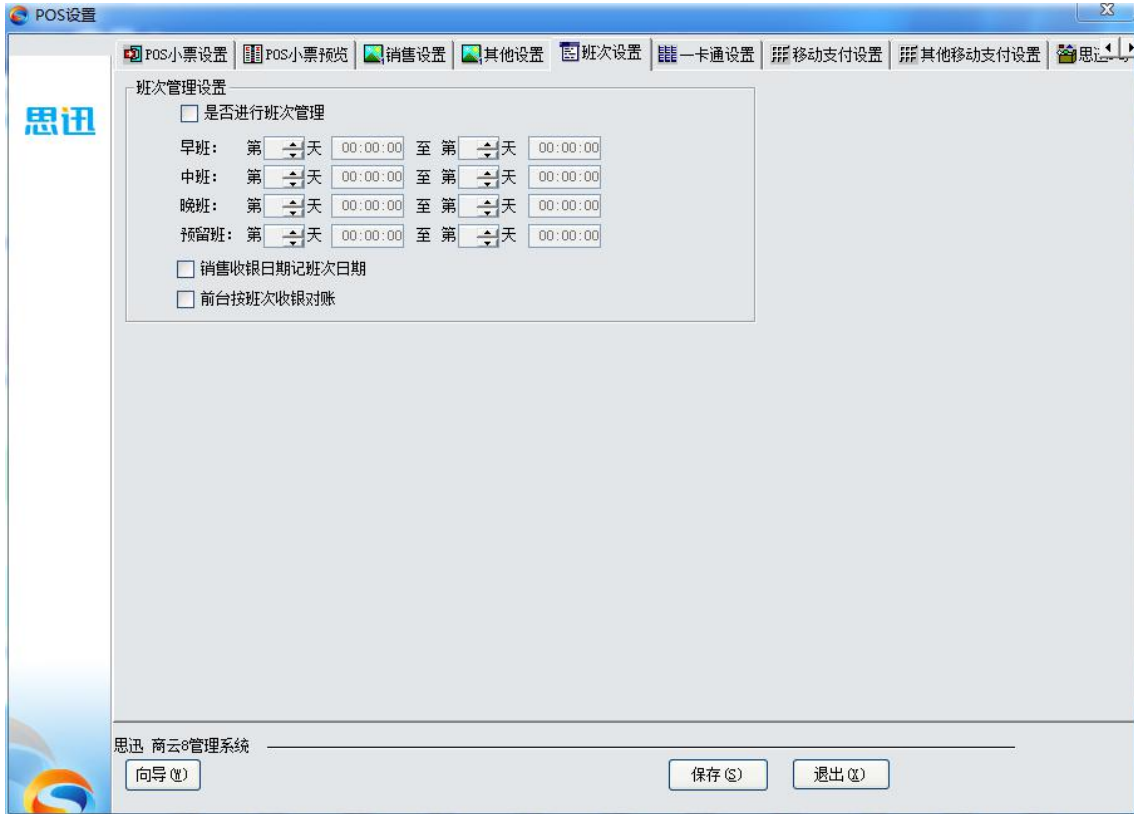 POS设置
POS小票设置 POS小票预览 销售设置 其他设置 班次设置 一卡通设置 移动支付设置 其他移动支付设置 思迅
思迅
班次管理设置
是否进行班次管理
早班： 第 天 00:00:00 至 第 天 00:00:00
中班： 第 天 00:00:00 至 第 天 00:00:00
晚班： 第 天 00:00:00 至 第 天 00:00:00
预留班： 第 天 00:00:00 至 第 天 00:00:00
销售收银日期记班次日期
前台按班次收银对账
思迅 商云8管理系统
向导(W) 保存(S) 退出(X)